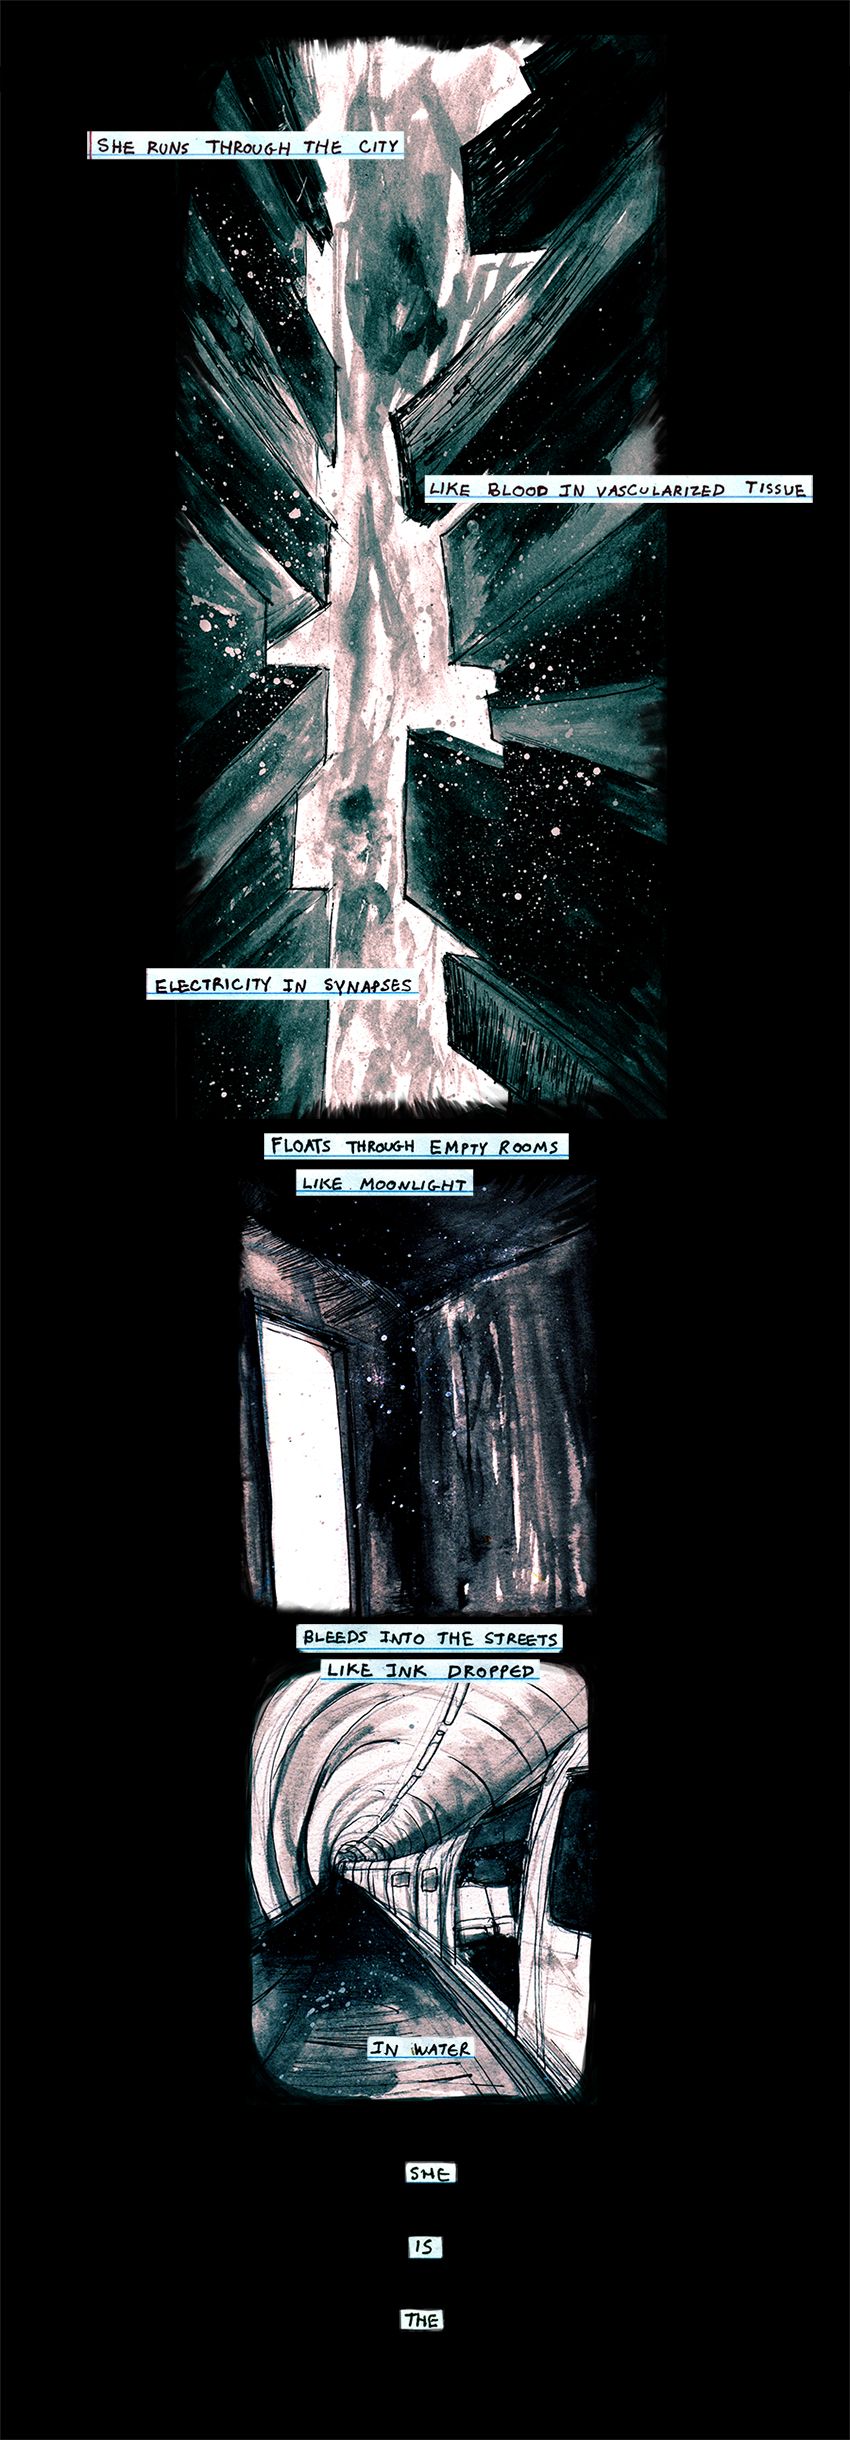 SHE RUNS THROUGH THE CITY
LIKE BLOOD IN VASCULARIZED TISSUE
ELECTRICITY IN SYNAPSES
FLOATS THROUGH EMPTY ROOMS
LIKE MOONLIGHT
BLEEDS INTO THE STREETS
LIKE INK DROPPED
IN WATER
SHE
IS
THE